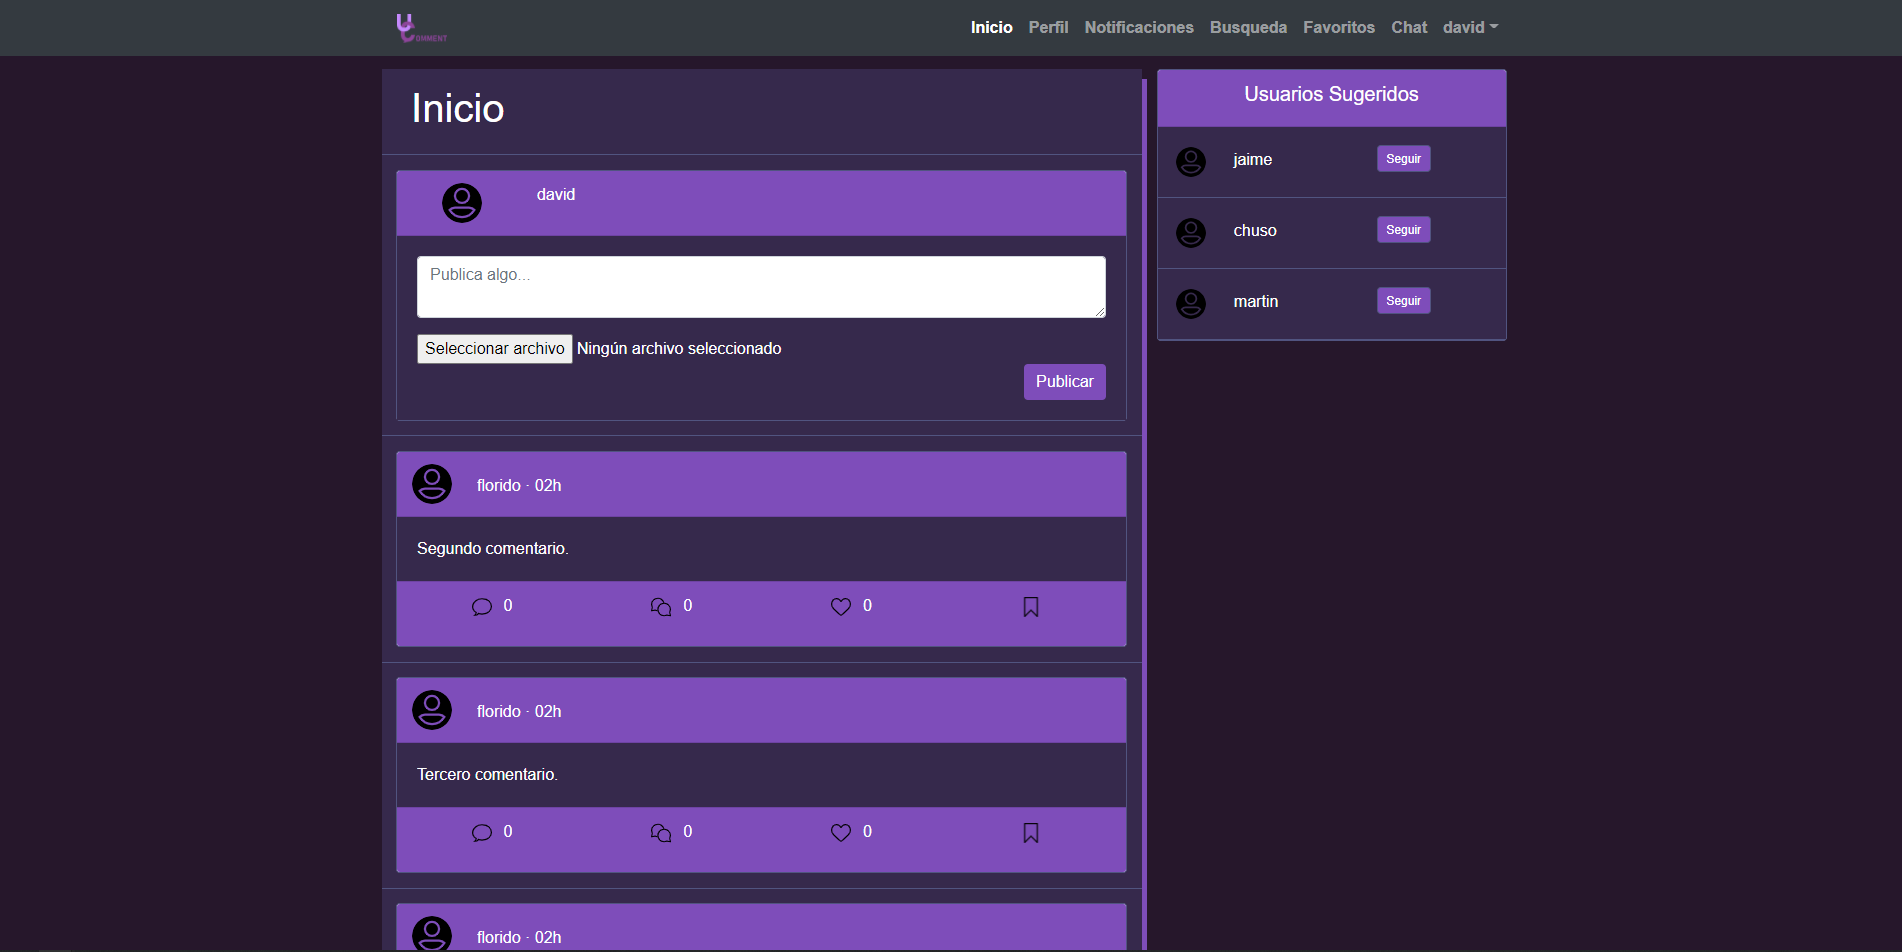 UC OMMENT
Inicio Perfil Notificaciones Busqueda Favoritos Chat david
Inicio
david
Publica algo...
Seleccionar archivo Ningún archivo seleccionado
Publicar
florido · 02h
Segundo comentario.
0 0 0
florido · 02h
Tercero comentario.
0 0 0
florido · 02h
Usuarios Sugeridos
jaime Seguir
chuso Seguir
martin Seguir